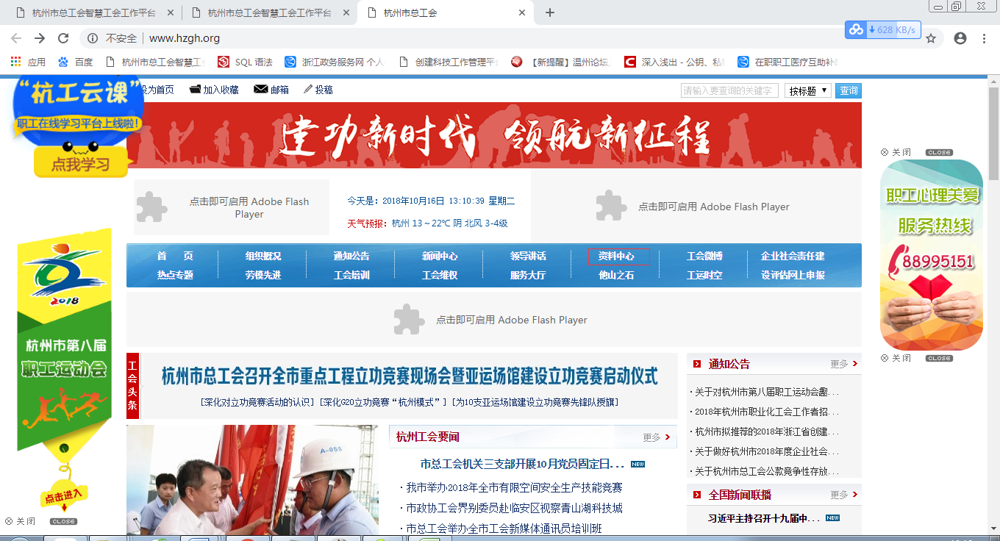 杭州市总工会智慧工会工作平台
杭州市总工会智慧工会工作平台
杭州市总工会
不安全 www.hzgh.org
628 KB/s
应用 百度 杭州市总工会智慧工会 SQL 语法 浙江政务服务网 个人 创建科技工作管理平台 【新提醒】温州论坛 深入浅出 - 公钥、私 在职职工医疗互助补
“杭工云课”
职工在线学习平台上线啦!
点我学习
设为首页 加入收藏 邮箱 投稿
请输入要查询的关键字 按标题 查询
建功新时代 领航新征程
点击即可启用 Adobe Flash
Player
今天是：2018年10月16日 13:10:39 星期二
天气预报：杭州 13～22℃ 阴 北风 3-4级
点击即可启用 Adobe Flash Player
首 页 组织概况 通知公告 新闻中心 领导讲话 资料中心 工会微博 企业社会责任建
热点专题 劳模先进 工会培训 工会维权 服务大厅 他山之石 工运时空 设评估网上申报
点击即可启用 Adobe Flash Player
关闭 CLOSE
职工心理关爱
服务热线
88995151
关闭 CLOSE
2018
杭州市第八届
职工运动会
点击进入
关闭 CLOSE
工会头条
杭州市总工会召开全市重点工程立功竞赛现场会暨亚运场馆建设立功竞赛启动仪式
[深化对立功竞赛活动的认识] [深化G20立功竞赛“杭州模式”] [为10支亚运场馆建设立功竞赛先锋队授旗]
A-055
杭州工会要闻 更多
市总工会机关三支部开展10月党员固定日... NEW
·我市举办2018年全市有限空间安全生产技能竞赛
·市政协工会界别委员赴临安区视察青山湖科技城
·市总工会举办全市工会新媒体通讯员培训班
通知公告 更多
·关于对杭州市第八届职工运动会趣...
·2018年杭州市职业化工会工作者招...
·杭州市拟推荐的2018年浙江省创建...
·关于做好杭州市2018年度企业社会...
·关于杭州市总工会公款竞争性存放...
全国新闻联播 更多
习近平主持召开十九届中... NEW